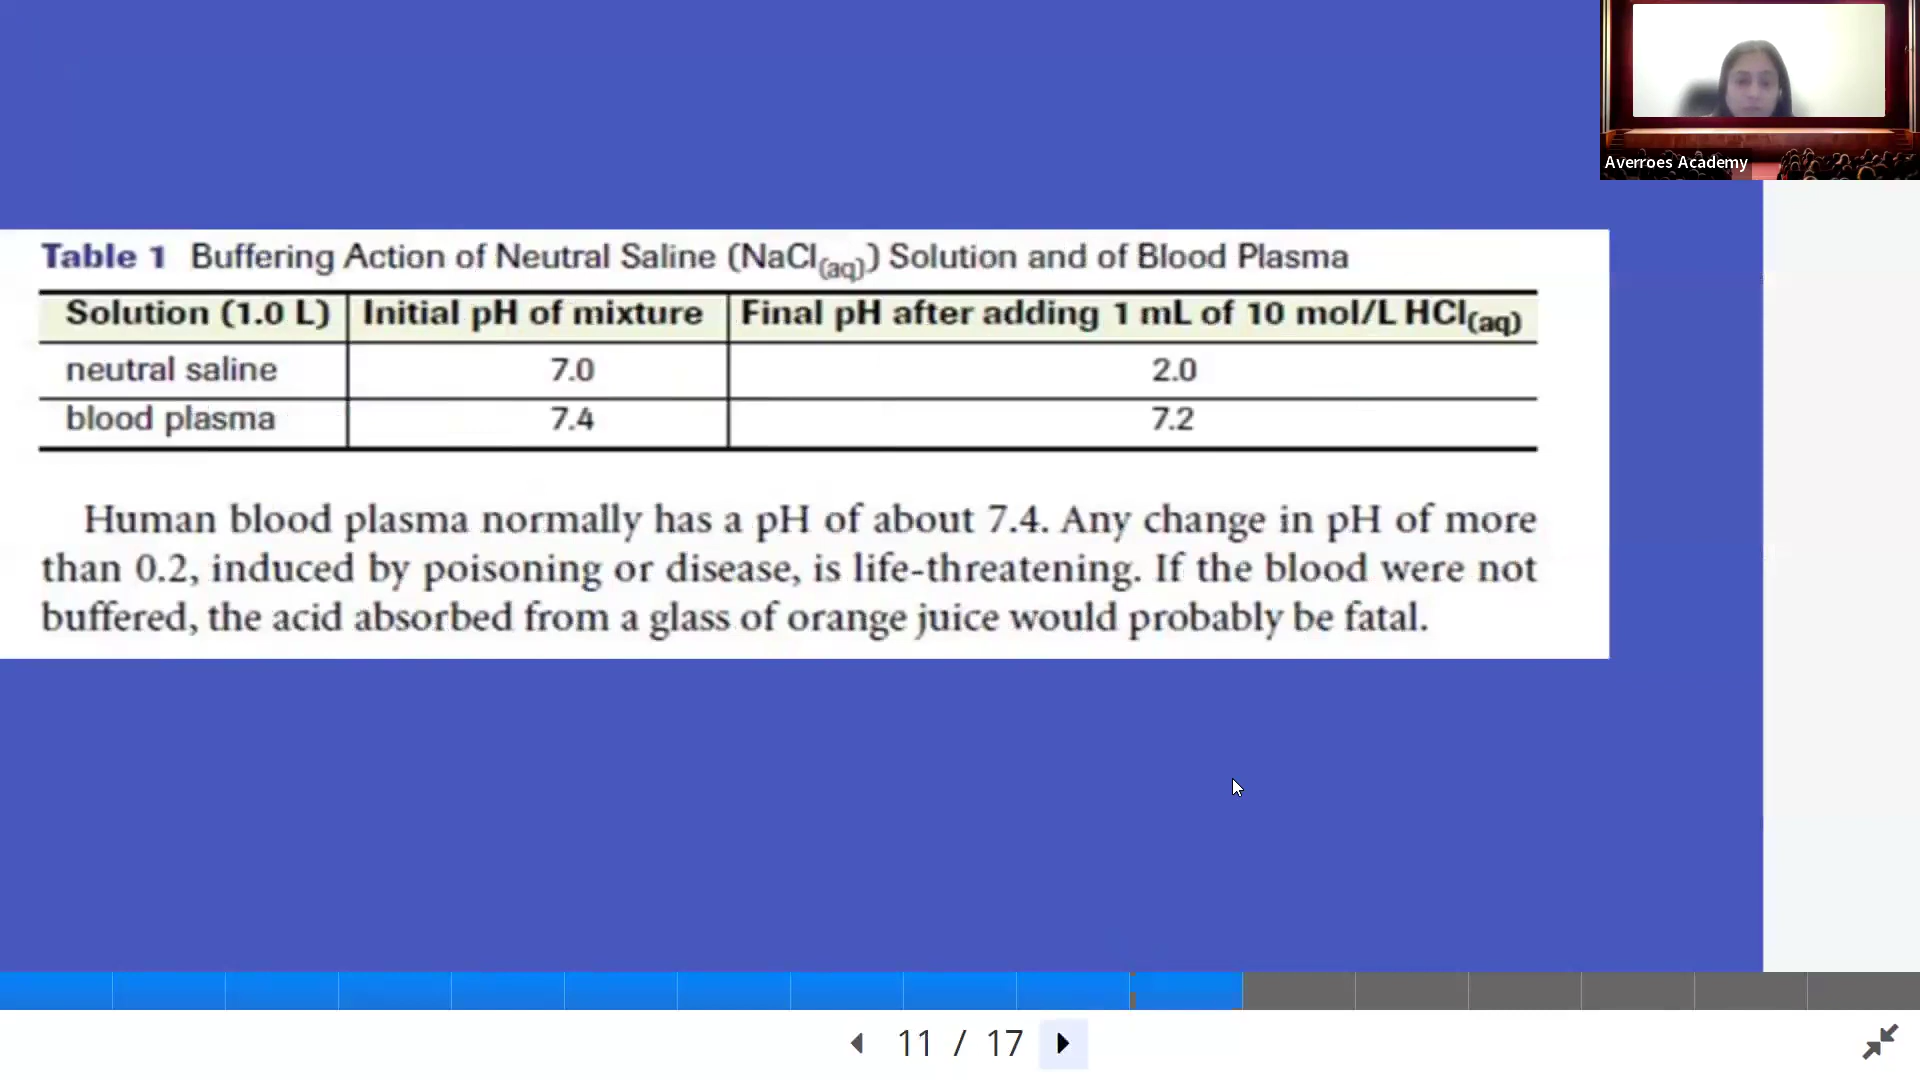 Averroes Academy
Table 1 Buffering Action of Neutral Saline (NaCl(aq)) Solution and of Blood Plasma
Solution (1.0 L) Initial pH of mixture Final pH after adding 1 mL of 10 mol/L HCl(aq)
neutral saline 7.0 2.0
blood plasma 7.4 7.2
Human blood plasma normally has a pH of about 7.4. Any change in pH of more
than 0.2, induced by poisoning or disease, is life-threatening. If the blood were not
buffered, the acid absorbed from a glass of orange juice would probably be fatal.
11 / 17